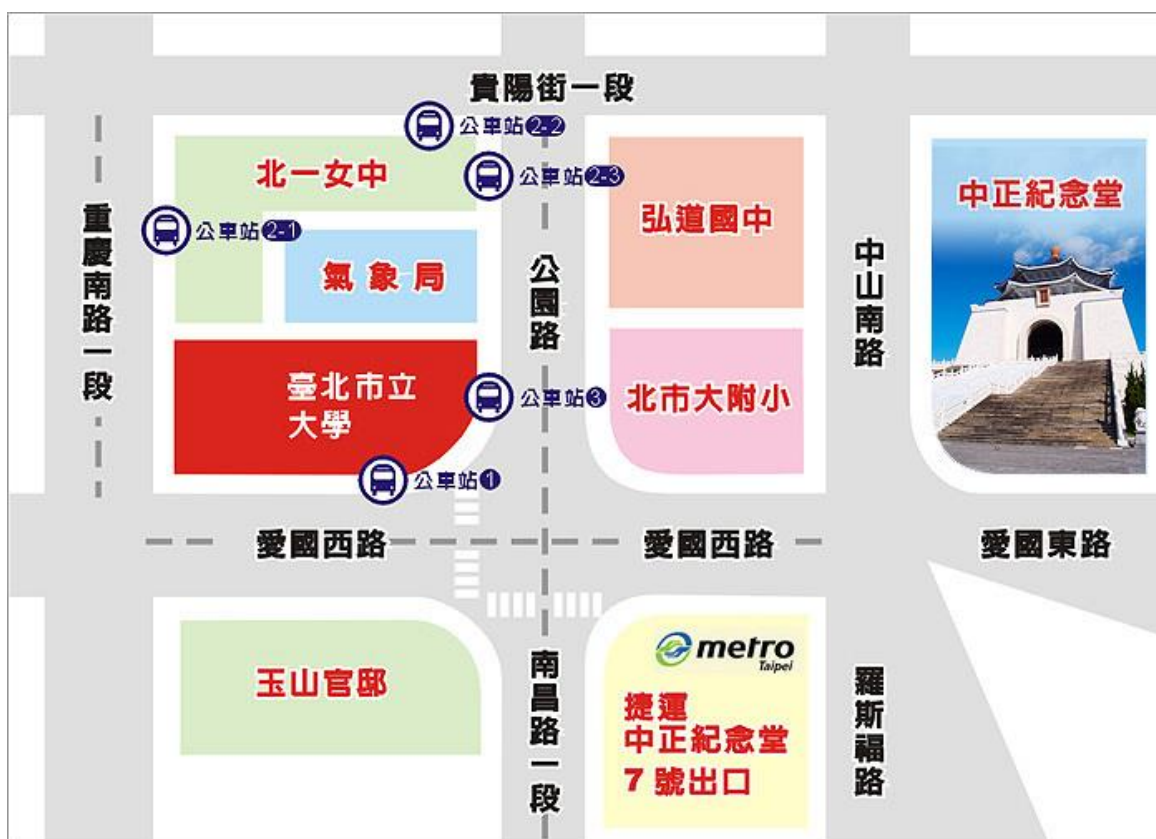 貴陽街一段
公車站2-2
北一女中
公車站2-3
公車站2-1
弘道國中
中正紀念堂
重慶南路一段
氣象局
公園路
中山南路
臺北市立
大學
公車站3
北市大附小
公車站1
愛國西路
愛國西路
愛國東路
玉山官邸
南昌路一段
metro
Taipei
捷運
中正紀念堂
7號出口
羅斯福路